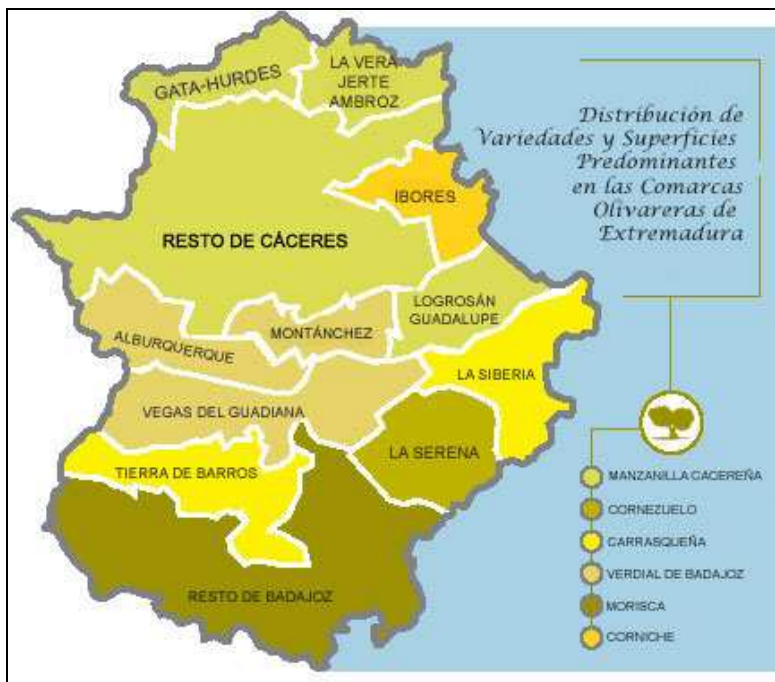 GATA-HURDES
LA VERA
JERTE
AMBROZ
Distribución de
Variedades y Superficies
Predominantes
en las Comarcas
Olivareras de
Extremadura
IBORES
RESTO DE CÁCERES
LOGROSÁN
GUADALUPE
MONTÁNCHEZ
ALBURQUERQUE
LA SIBERIA
VEGAS DEL GUADIANA
LA SERENA
TIERRA DE BARROS
RESTO DE BADAJOZ
MANZANILLA CACEREÑA
CORNEZUELO
CARRASQUEÑA
VERDIAL DE BADAJOZ
MORISCA
CORNICHE